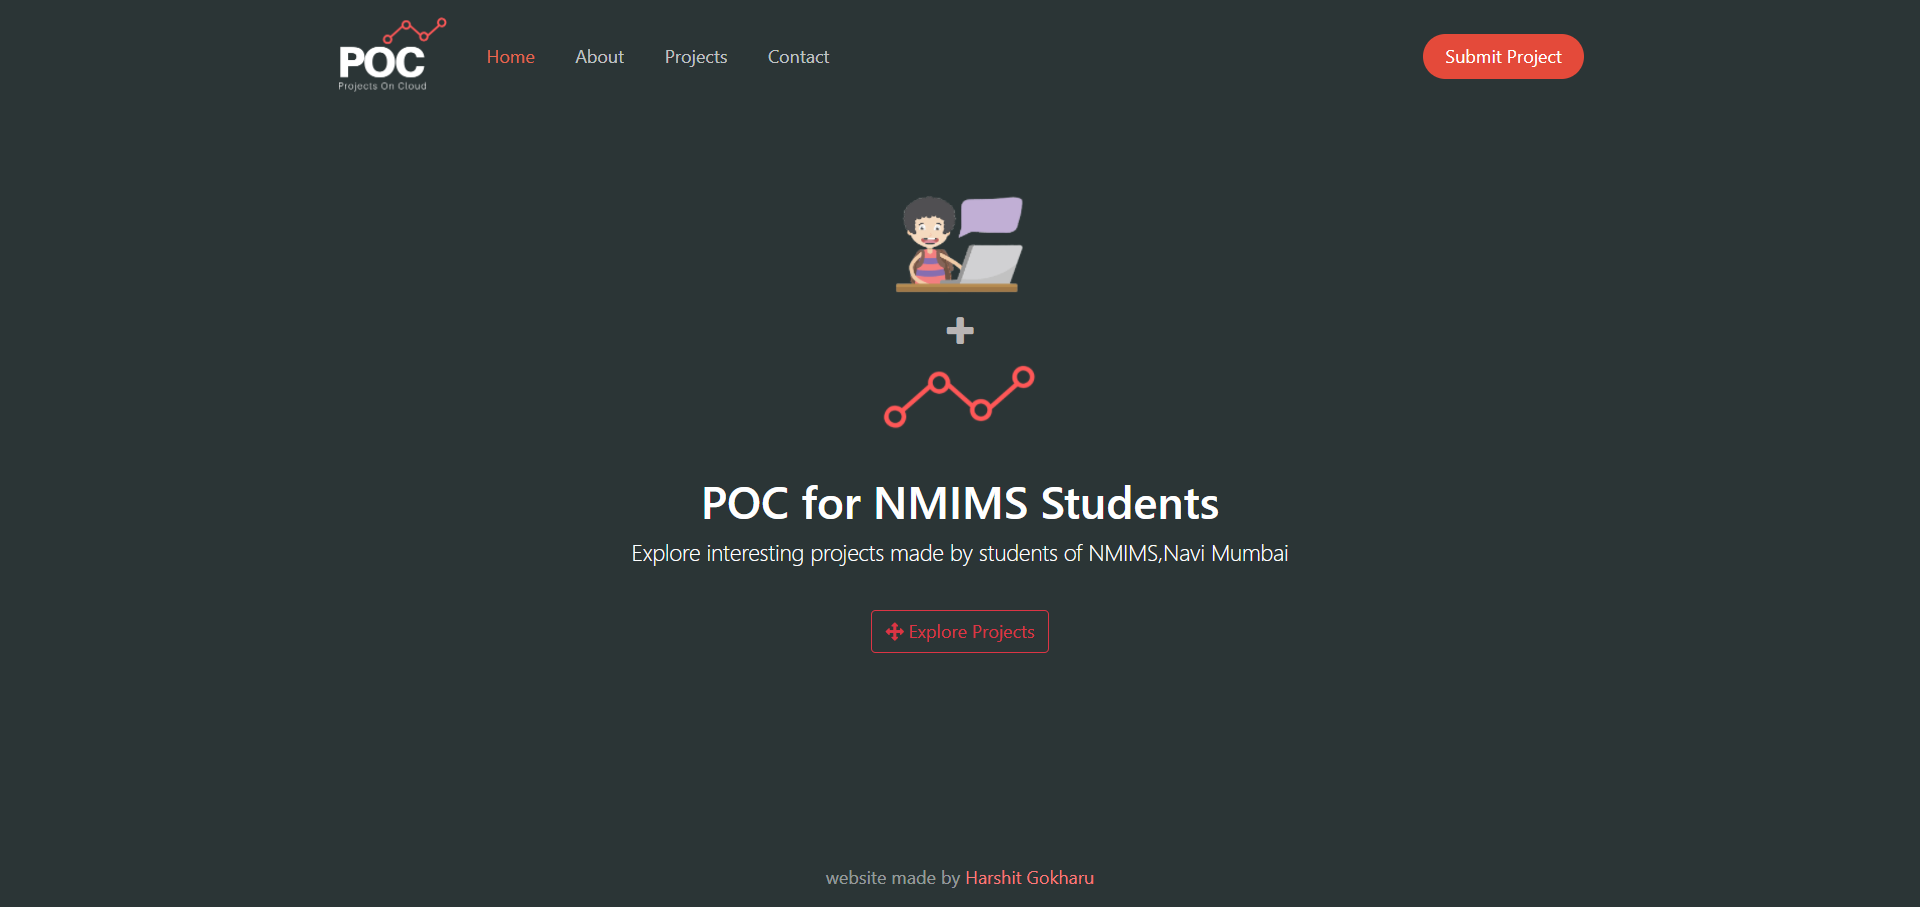 POC
Projects On Cloud
Home About Projects Contact
Submit Project
POC for NMIMS Students
Explore interesting projects made by students of NMIMS,Navi Mumbai
Explore Projects
website made by Harshit Gokharu